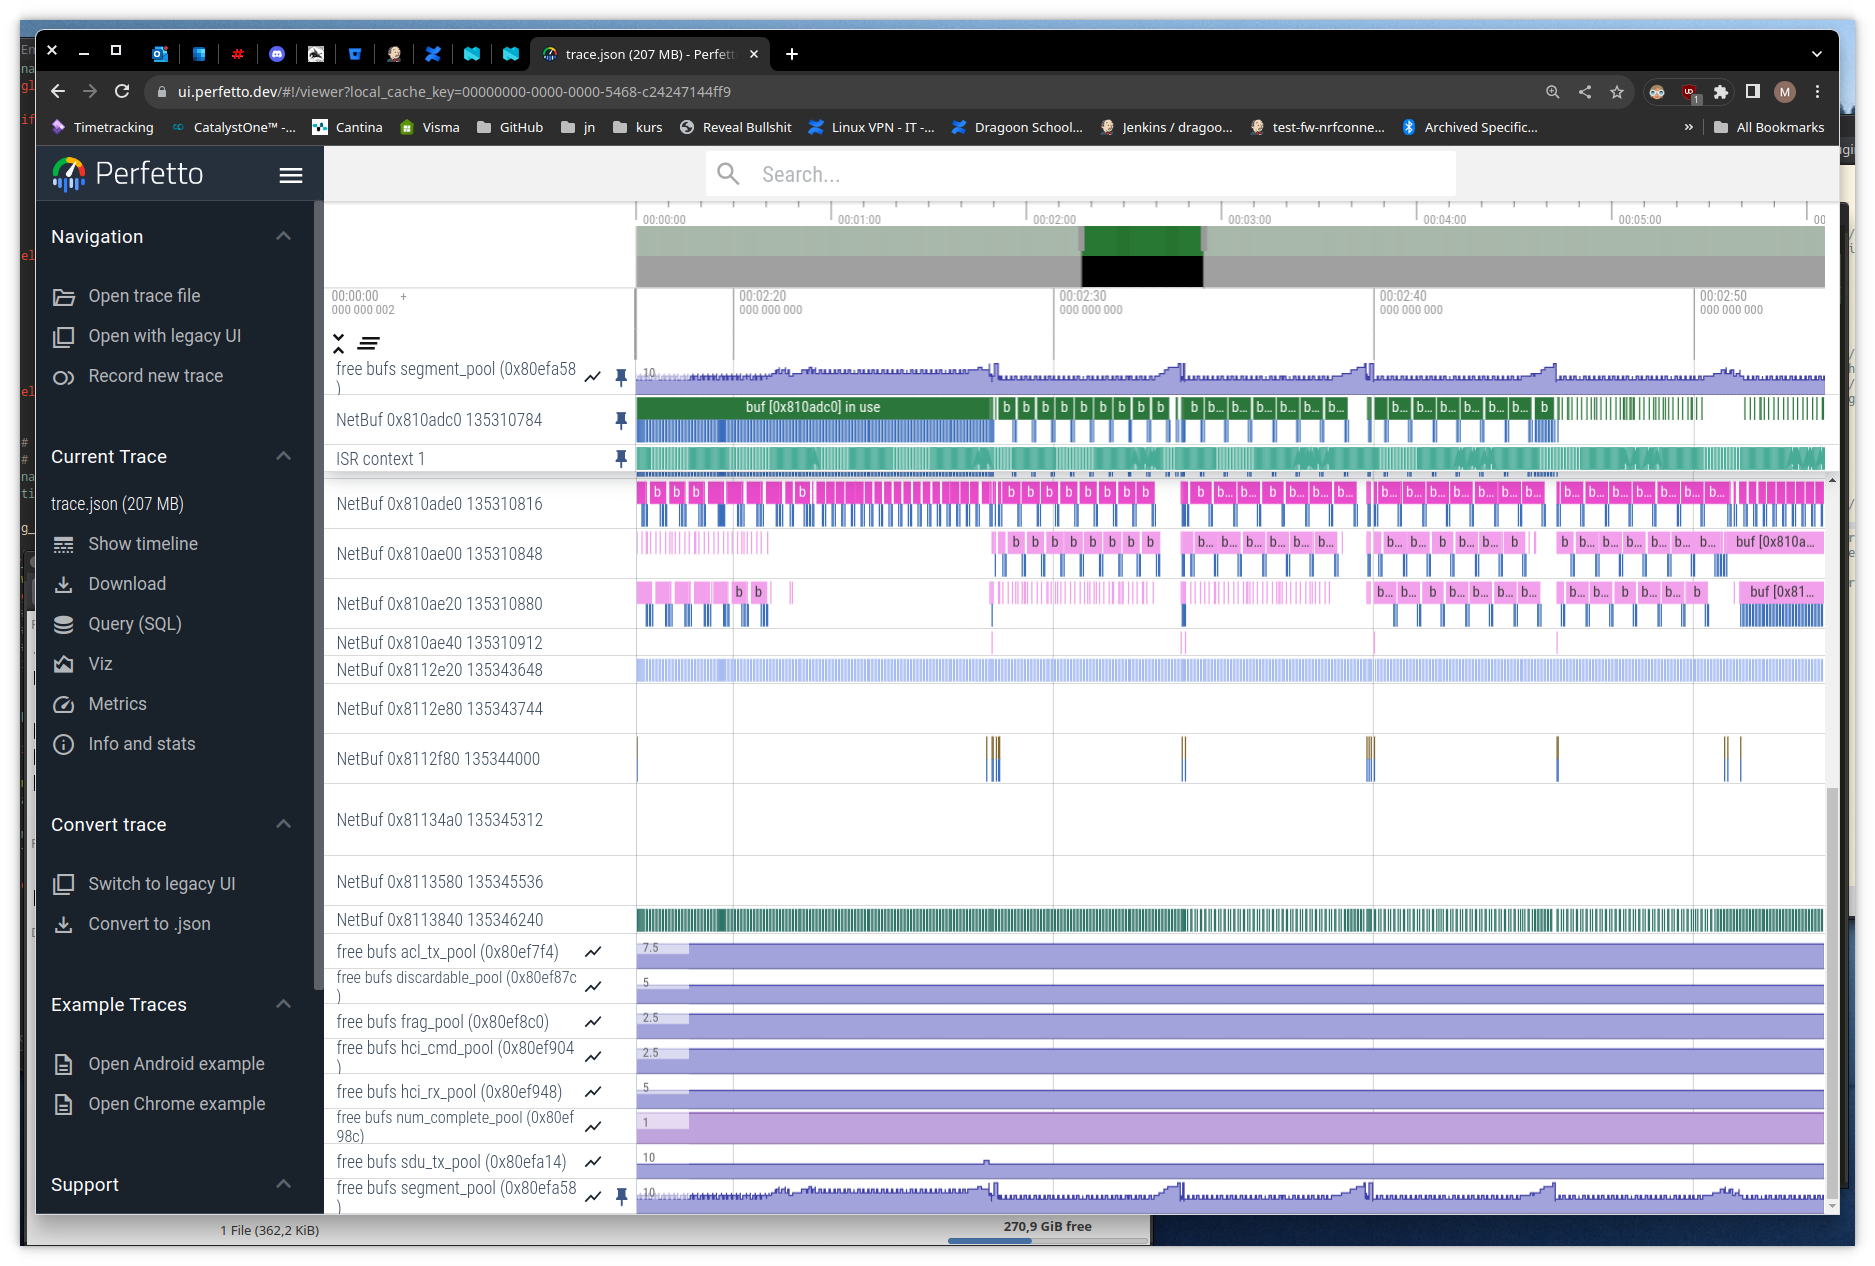 trace.json (207 MB) - Perfett
ui.perfetto.dev/#!/viewer?local_cache_key=00000000-0000-0000-5468-c24247144ff9
Timetracking
CatalystOne™ -...
Cantina
Visma
GitHub
jn
kurs
Reveal Bullshit
Linux VPN - IT -...
Dragoon School...
Jenkins / dragoo...
test-fw-nrfconne...
Archived Specific...
»
All Bookmarks
Perfetto
Search...
Navigation
Open trace file
Open with legacy UI
Record new trace
Current Trace
trace.json (207 MB)
Show timeline
Download
Query (SQL)
Viz
Metrics
Info and stats
Convert trace
Switch to legacy UI
Convert to .json
Example Traces
Open Android example
Open Chrome example
Support
00:00:00 00:01:00 00:02:00 00:03:00 00:04:00 00:05:00 00
00:00:00 + 00:02:20 00:02:30 00:02:40 00:02:50
000 000 002 000 000 000 000 000 000 000 000 000 000 000 000
free bufs segment_pool (0x80efa58
)
10
NetBuf 0x810adc0 135310784
buf [0x810adc0] in use b b b b b b b b b b b... b... b... b... b... b... b... b... b... b... b... b... b
ISR context 1
NetBuf 0x810ade0 135310816
b b b b b b b b b b b b b... b... b b... b... b... b... b... b... b... b... b... b... b... b... b... b... b... b... b...
NetBuf 0x810ae00 135310848
b b b b b b b b b... b... b... b... b... b... b... b b... b... b b b... b... b... b... b... b... buf [0x810a...
NetBuf 0x810ae20 135310880
b b b... b... b b... b... b... b... b... b... b b... b... b buf [0x81...
NetBuf 0x810ae40 135310912
NetBuf 0x8112e20 135343648
NetBuf 0x8112e80 135343744
NetBuf 0x8112f80 135344000
NetBuf 0x81134a0 135345312
NetBuf 0x8113580 135345536
NetBuf 0x8113840 135346240
free bufs acl_tx_pool (0x80ef7f4)
7.5
free bufs discardable_pool (0x80ef87c
)
5
free bufs frag_pool (0x80ef8c0)
2.5
free bufs hci_cmd_pool (0x80ef904
)
2.5
free bufs hci_rx_pool (0x80ef948)
5
free bufs num_complete_pool (0x80ef
98c)
1
free bufs sdu_tx_pool (0x80efa14)
10
free bufs segment_pool (0x80efa58
)
10
1 File (362,2 KiB)
270,9 GiB free